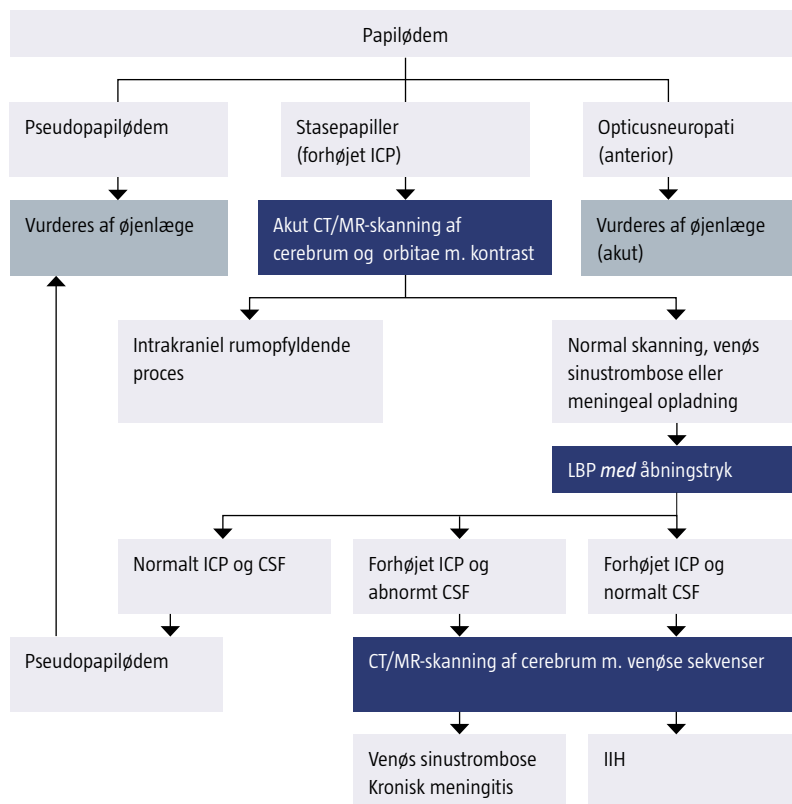 Papilødem
Pseudopapilødem
Stasepapiller
(forhøjet ICP)
Opticusneuropati
(anterior)
Vurderes af øjenlæge
Akut CT/MR-skanning af
cerebrum og orbitae m. kontrast
Vurderes af øjenlæge
(akut)
Intrakraniel rumopfyldende
proces
Normal skanning, venøs
sinustrombose eller
meningeal opladning
LBP med åbningstryk
Normalt ICP og CSF
Forhøjet ICP og
abnormt CSF
Forhøjet ICP og
normalt CSF
Pseudopapilødem
CT/MR-skanning af cerebrum m. venøse sekvenser
Venøs sinustrombose
Kronisk meningitis
IIH